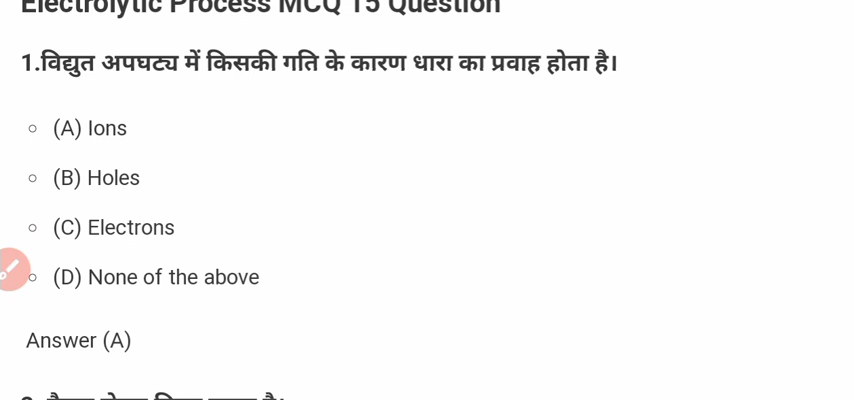 Electrolytic Process MCQ 15 Question
1.विद्युत अपघट्य में किसकी गति के कारण धारा का प्रवाह होता है।
(A) Ions
(B) Holes
(C) Electrons
(D) None of the above
Answer (A)